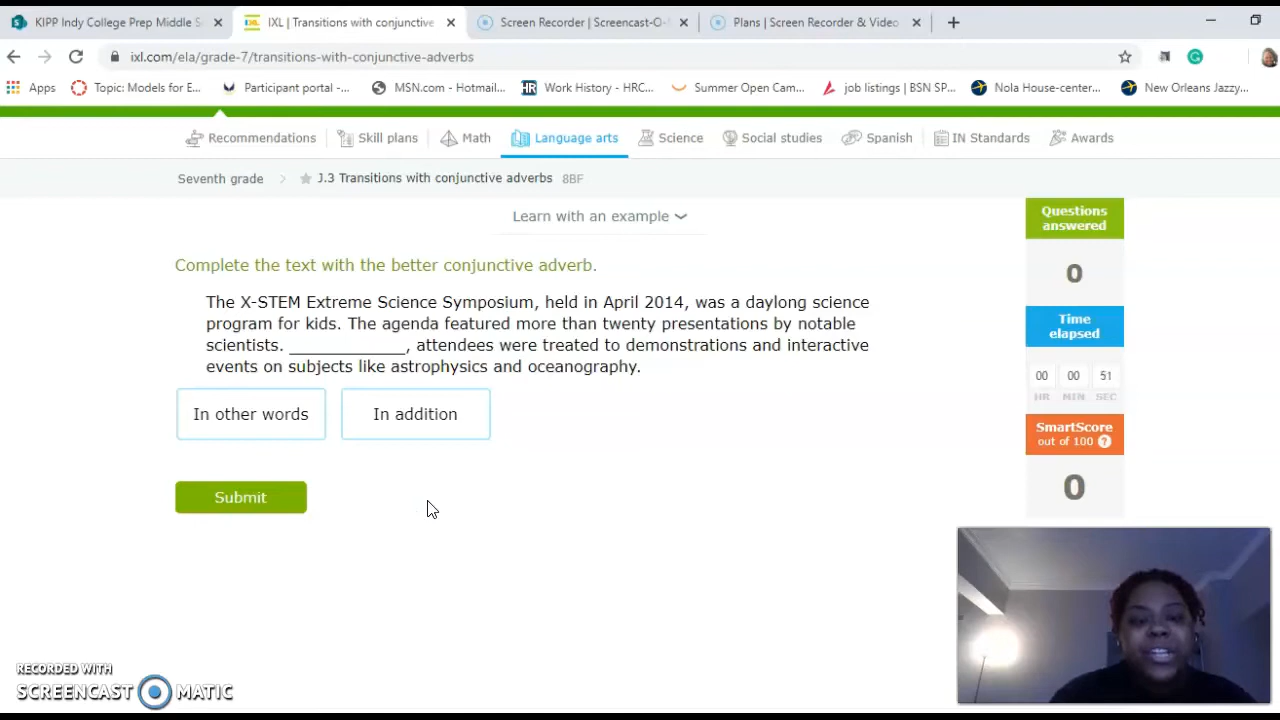 KIPP Indy College Prep Middle S
IXL | Transitions with conjunctive
Screen Recorder | Screencast-O-
Plans | Screen Recorder & Video
ixl.com/ela/grade-7/transitions-with-conjunctive-adverbs
Apps
Topic: Models for E...
Participant portal -...
MSN.com - Hotmail...
HR Work History - HRC...
Summer Open Cam...
job listings | BSN SP...
Nola House-center...
New Orleans Jazzy...
Recommendations
Skill plans
Math
Language arts
Science
Social studies
Spanish
IN Standards
Awards
Seventh grade > J.3 Transitions with conjunctive adverbs 8BF
Learn with an example
Questions
answered
0
Time
elapsed
00 00 51
HR MIN SEC
SmartScore
out of 100 ?
0
Complete the text with the better conjunctive adverb.
The X-STEM Extreme Science Symposium, held in April 2014, was a daylong science
program for kids. The agenda featured more than twenty presentations by notable
scientists. ____________, attendees were treated to demonstrations and interactive
events on subjects like astrophysics and oceanography.
In other words
In addition
Submit
RECORDED WITH
SCREENCAST MATIC